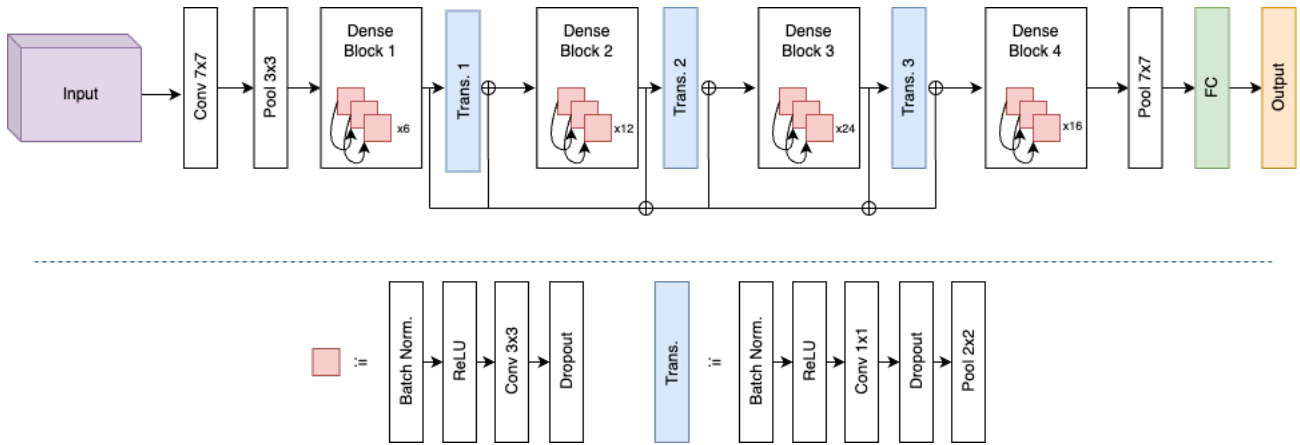 Input
Conv 7x7
Pool 3x3
Dense
Block 1
x6
Trans. 1
Dense
Block 2
x12
Trans. 2
Dense
Block 3
x24
Trans. 3
Dense
Block 4
x16
Pool 7x7
FC
Output
:=
Batch Norm.
ReLU
Conv 3x3
Dropout
Trans.
:=
Batch Norm.
ReLU
Conv 1x1
Dropout
Pool 2x2